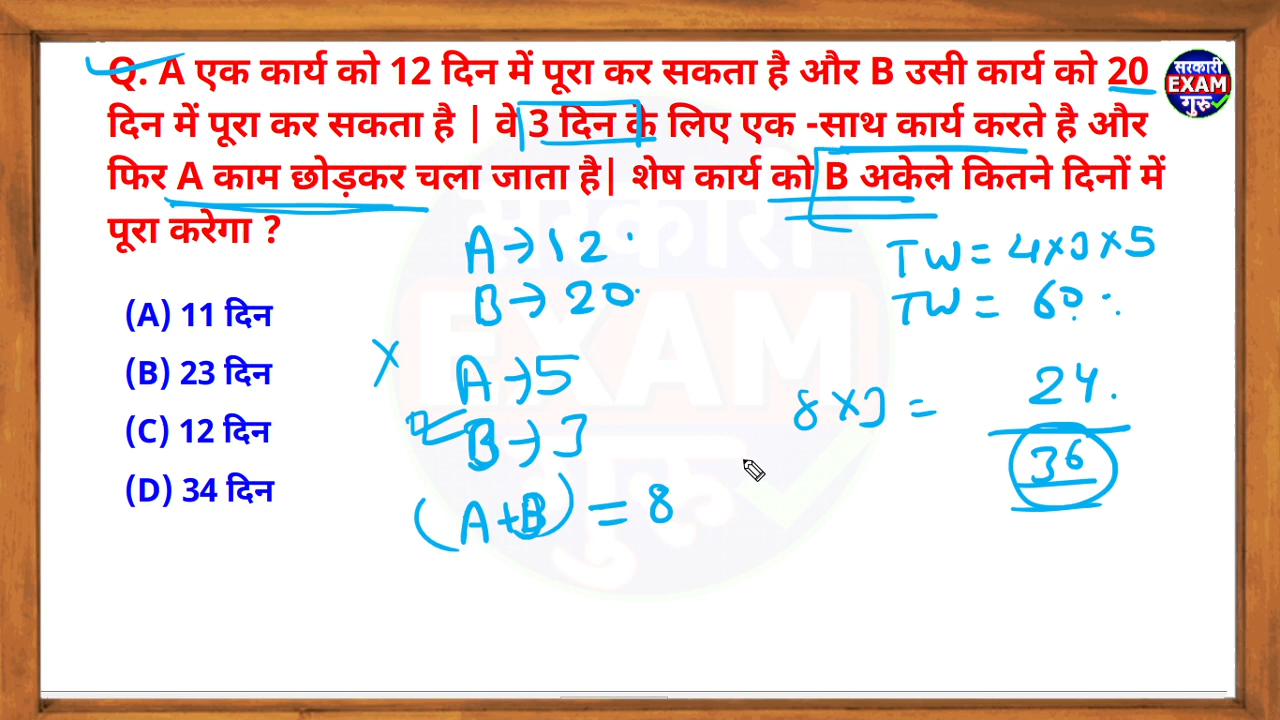 Q. A एक कार्य को 12 दिन में पूरा कर सकता है और B उसी कार्य को 20
दिन में पूरा कर सकता है | वे 3 दिन के लिए एक -साथ कार्य करते है और
फिर A काम छोड़कर चला जाता है| शेष कार्य को B अकेले कितने दिनों में
पूरा करेगा ?
सरकारी
EXAM
गुरु
(A) 11 दिन
(B) 23 दिन
(C) 12 दिन
(D) 34 दिन
A → 12
B → 20
× A → 5
B → 3
(A+B) = 8
TW = 4×3×5
TW = 60
8×3 = 24
36
सरकारी
EXAM
गुरु